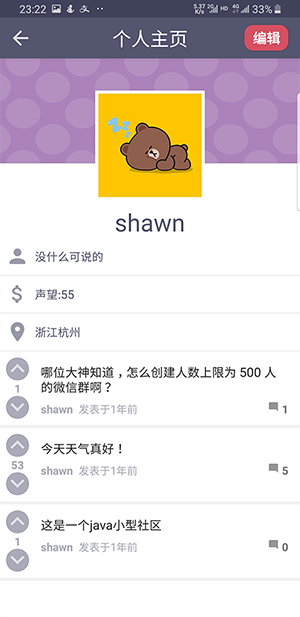 23:22
5.37 K/s 2G HD 4G 33%
个人主页
编辑
shawn
没什么可说的
声望:55
浙江杭州
哪位大神知道，怎么创建人数上限为 500 人
的微信群啊？
1
shawn 发表于1年前 1
今天天气真好！
53
shawn 发表于1年前 5
这是一个java小型社区
1
shawn 发表于1年前 0